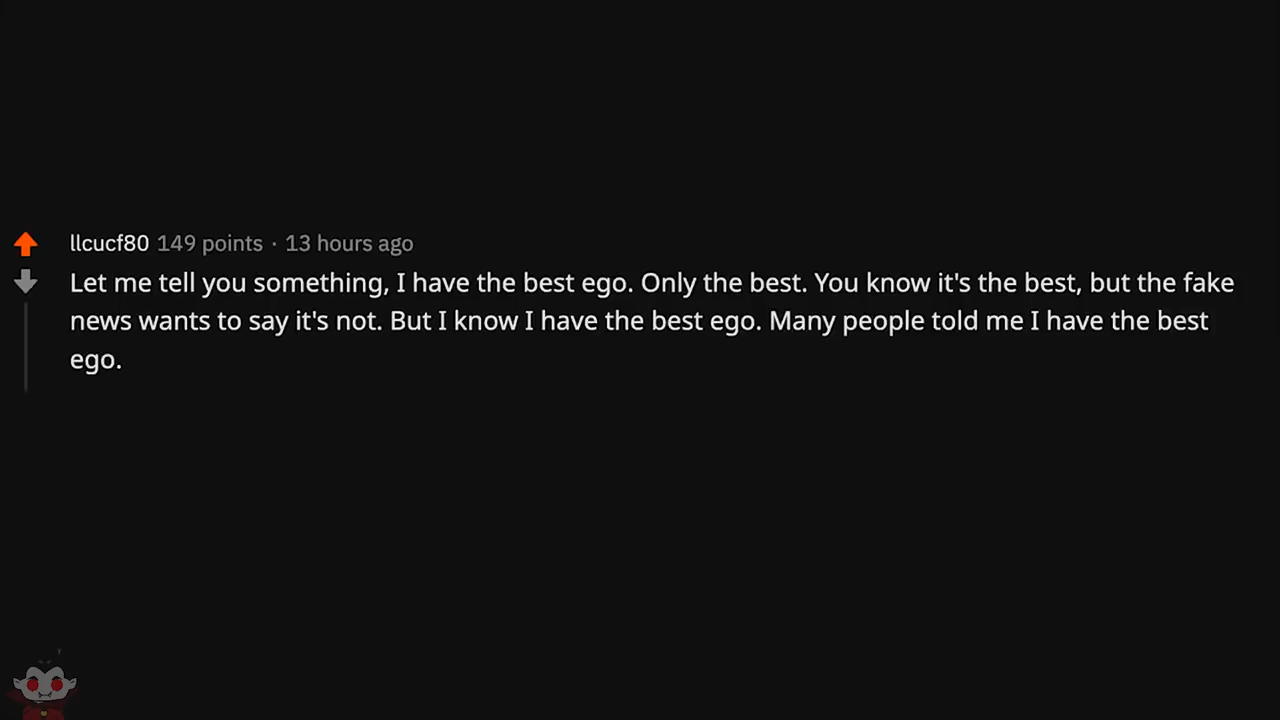 llcucf80 149 points · 13 hours ago
Let me tell you something, I have the best ego. Only the best. You know it's the best, but the fake
news wants to say it's not. But I know I have the best ego. Many people told me I have the best
ego.